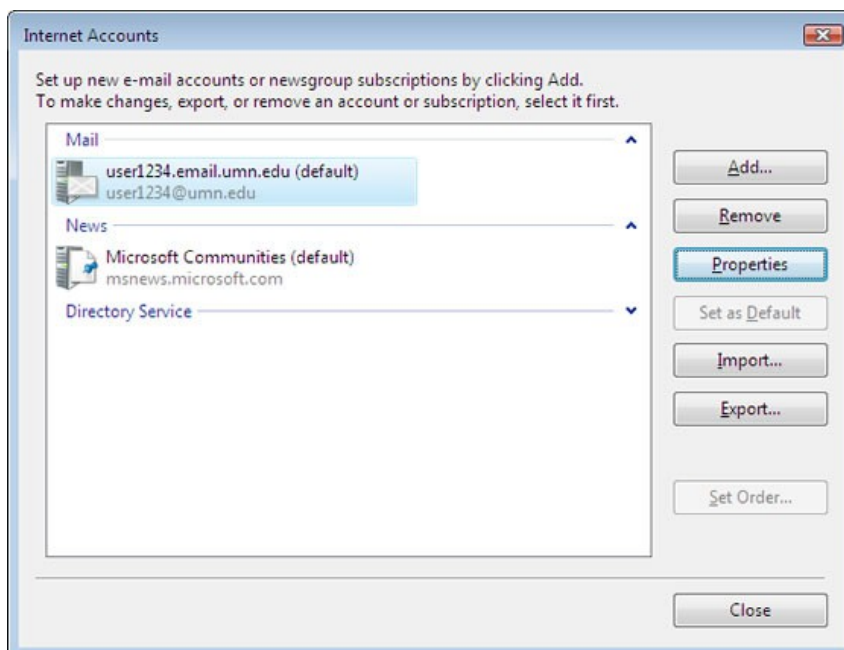 Internet Accounts
Set up new e-mail accounts or newsgroup subscriptions by clicking Add.
To make changes, export, or remove an account or subscription, select it first.
Mail
user1234.email.umn.edu (default)
user1234@umn.edu
News
Microsoft Communities (default)
msnews.microsoft.com
Directory Service
Add...
Remove
Properties
Set as Default
Import...
Export...
Set Order...
Close